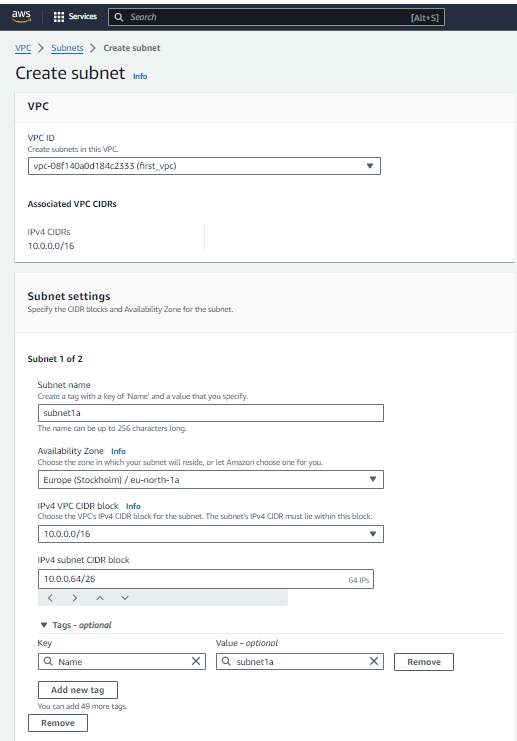 aws
Services
Search
[Alt+S]
VPC > Subnets > Create subnet
Create subnet Info
VPC
VPC ID
Create subnets in this VPC.
vpc-08f140a0d184c2333 (first_vpc)
Associated VPC CIDRs
IPv4 CIDRs
10.0.0.0/16
Subnet settings
Specify the CIDR blocks and Availability Zone for the subnet.
Subnet 1 of 2
Subnet name
Create a tag with a key of 'Name' and a value that you specify.
subnet1a
The name can be up to 256 characters long.
Availability Zone Info
Choose the zone in which your subnet will reside, or let Amazon choose one for you.
Europe (Stockholm) / eu-north-1a
IPv4 VPC CIDR block Info
Choose the VPC's IPv4 CIDR block for the subnet. The subnet's IPv4 CIDR must lie within this block.
10.0.0.0/16
IPv4 subnet CIDR block
10.0.0.64/26
64 IPs
Tags - optional
Key
Value - optional
Name
subnet1a
Remove
Add new tag
You can add 49 more tags.
Remove